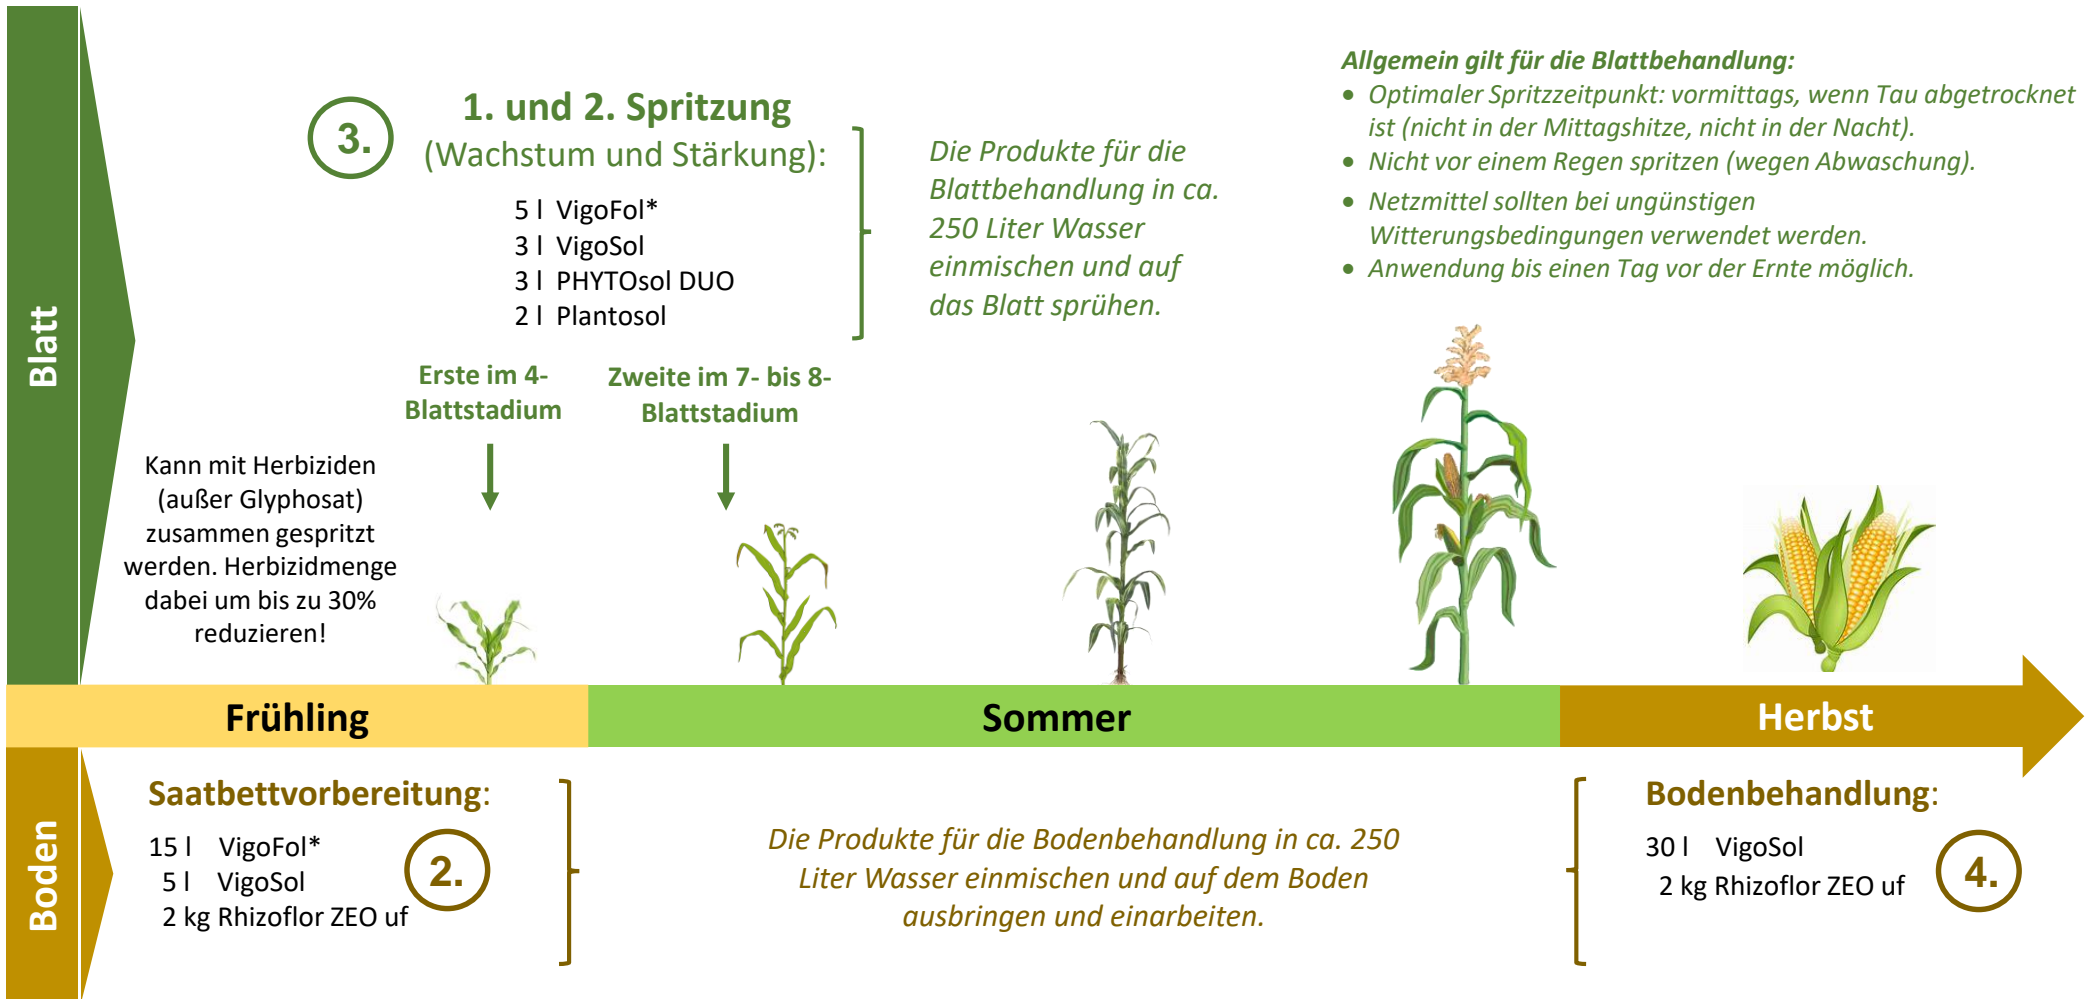 Blatt
3.
1. und 2. Spritzung
(Wachstum und Stärkung):
5 l VigoFol*
3 l VigoSol
3 l PHYTOsol DUO
2 l Plantosol
Die Produkte für die
Blattbehandlung in ca.
250 Liter Wasser
einmischen und auf
das Blatt sprühen.
Allgemein gilt für die Blattbehandlung:
• Optimaler Spritzzeitpunkt: vormittags, wenn Tau abgetrocknet
ist (nicht in der Mittagshitze, nicht in der Nacht).
• Nicht vor einem Regen spritzen (wegen Abwaschung).
• Netzmittel sollten bei ungünstigen
Witterungsbedingungen verwendet werden.
• Anwendung bis einen Tag vor der Ernte möglich.
Erste im 4-
Blattstadium
Zweite im 7- bis 8-
Blattstadium
Kann mit Herbiziden
(außer Glyphosat)
zusammen gespritzt
werden. Herbizidmenge
dabei um bis zu 30%
reduzieren!
Frühling
Sommer
Herbst
Boden
Saatbettvorbereitung:
15 l VigoFol*
5 l VigoSol
2 kg Rhizoflor ZEO uf
2.
Die Produkte für die Bodenbehandlung in ca. 250
Liter Wasser einmischen und auf dem Boden
ausbringen und einarbeiten.
Bodenbehandlung:
30 l VigoSol
2 kg Rhizoflor ZEO uf
4.